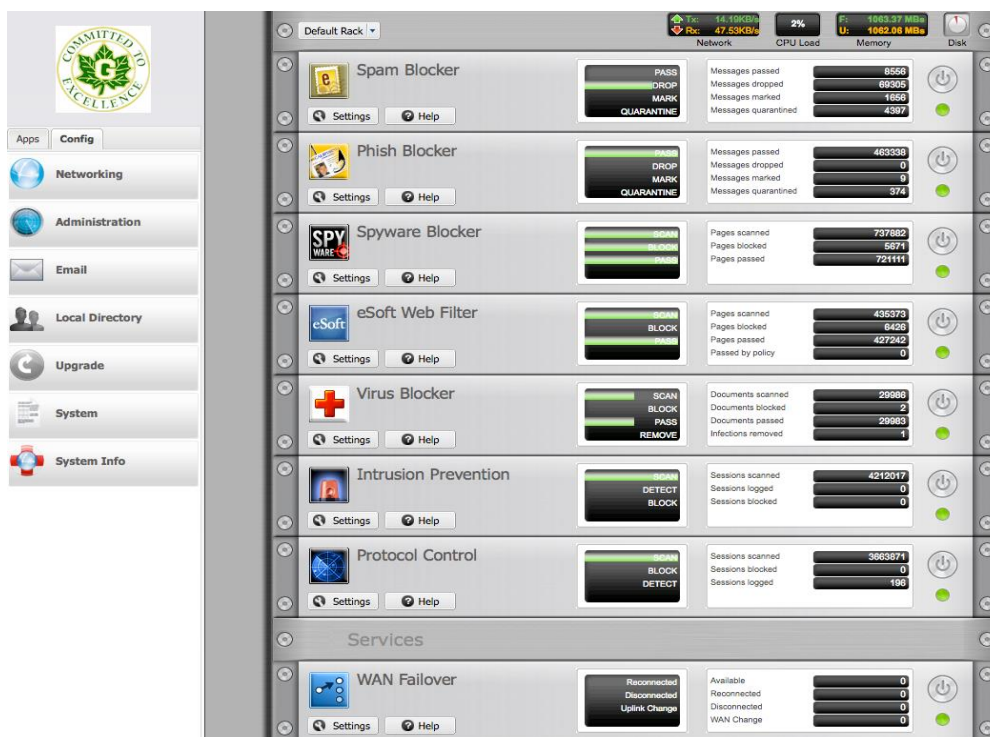 COMMITTED TO
G
EXCELLENCE
Apps Config
Networking
Administration
Email
Local Directory
Upgrade
System
System Info
Default Rack
Tx: 14.19KB/s
Rx: 47.53KB/s
Network
2%
CPU Load
F: 1063.37 MBs
U: 1062.06 MBs
Memory
Disk
Spam Blocker
Settings Help
PASS
DROP
MARK
QUARANTINE
Messages passed 8556
Messages dropped 69305
Messages marked 1656
Messages quarantined 4397
Phish Blocker
Settings Help
PASS
DROP
MARK
QUARANTINE
Messages passed 463338
Messages dropped 0
Messages marked 9
Messages quarantined 374
SPY
WARE
Spyware Blocker
Settings Help
SCAN
BLOCK
PASS
Pages scanned 737882
Pages blocked 5671
Pages passed 721111
eSoft
eSoft Web Filter
Settings Help
SCAN
BLOCK
PASS
Pages scanned 435373
Pages blocked 6426
Pages passed 427242
Passed by policy 0
Virus Blocker
Settings Help
SCAN
BLOCK
PASS
REMOVE
Documents scanned 29986
Documents blocked 2
Documents passed 29983
Infections removed 1
Intrusion Prevention
Settings Help
SCAN
DETECT
BLOCK
Sessions scanned 4212017
Sessions logged 0
Sessions blocked 0
Protocol Control
Settings Help
SCAN
BLOCK
DETECT
Sessions scanned 3663871
Sessions blocked 0
Sessions logged 196
Services
WAN Failover
Settings Help
Reconnected
Disconnected
Uplink Change
Available 0
Reconnected 0
Disconnected 0
WAN Change 0